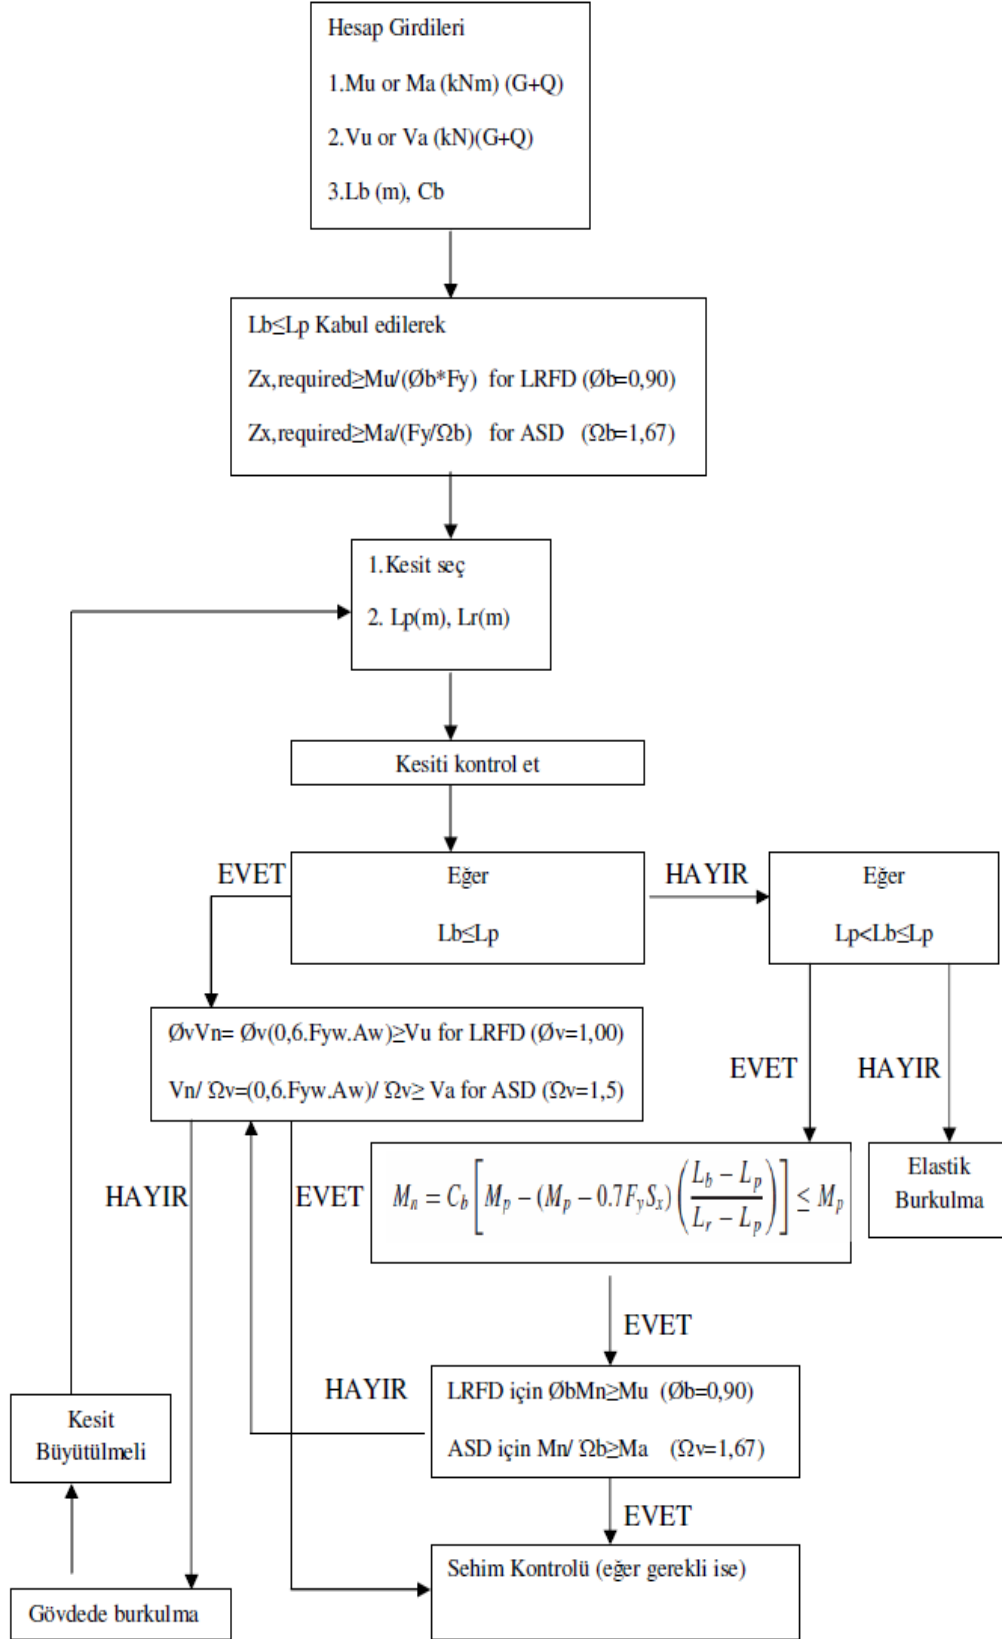 Hesap Girdileri
1.Mu or Ma (kNm) (G+Q)
2.Vu or Va (kN)(G+Q)
3.Lb (m), Cb
Lb≤Lp Kabul edilerek
Zx,required≥Mu/(Øb*Fy) for LRFD (Øb=0,90)
Zx,required≥Ma/(Fy/Ωb) for ASD (Ωb=1,67)
1.Kesit seç
2. Lp(m), Lr(m)
Kesiti kontrol et
EVET
Eğer
Lb≤Lp
HAYIR
Eğer
Lp<Lb≤Lp
ØvVn= Øv(0,6.Fyw.Aw)≥Vu for LRFD (Øv=1,00)
Vn/ Ωv=(0,6.Fyw.Aw)/ Ωv≥ Va for ASD (Ωv=1,5)
EVET
HAYIR
HAYIR
EVET
M_n = C_b [ M_p − (M_p − 0.7F_yS_x) ( (L_b − L_p) / (L_r − L_p) ) ] ≤ M_p
Elastik
Burkulma
EVET
HAYIR
LRFD için ØbMn≥Mu (Øb=0,90)
ASD için Mn/ Ωb≥Ma (Ωv=1,67)
Kesit
Büyütülmeli
EVET
Sehim Kontrolü (eğer gerekli ise)
Gövdede burkulma